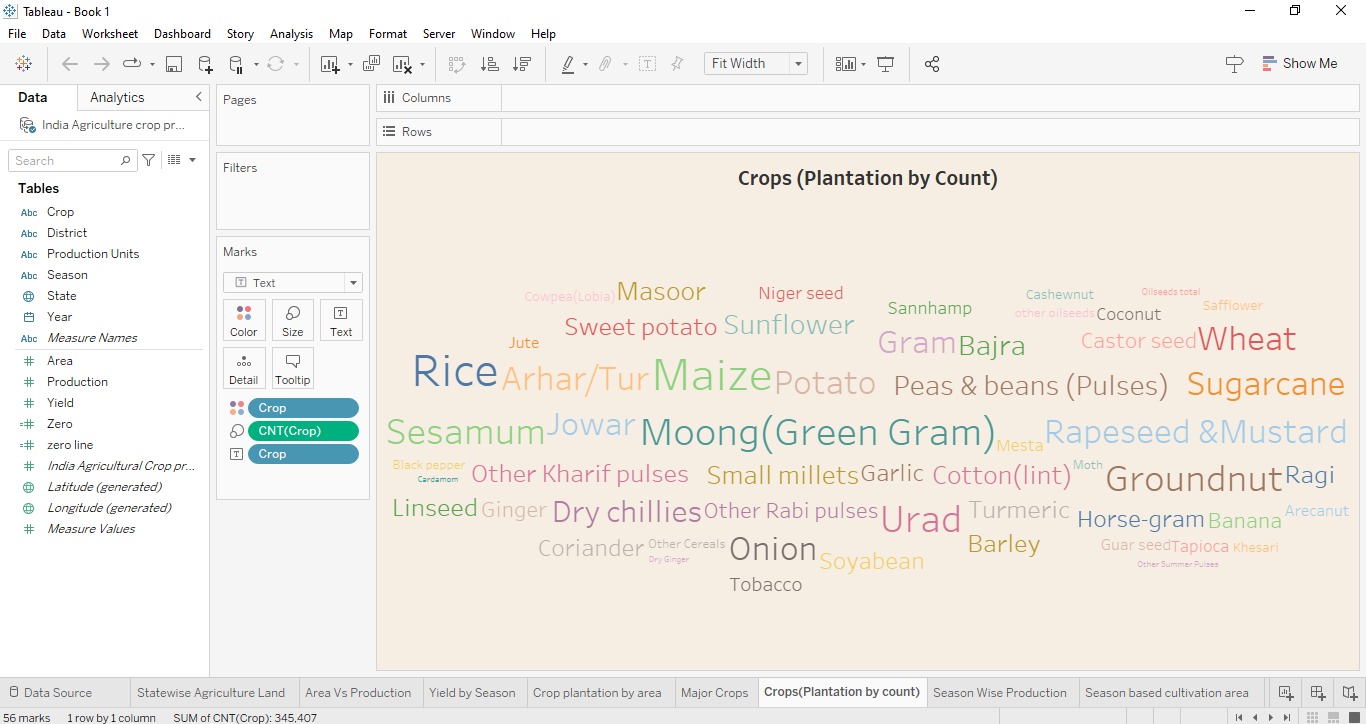 Tableau - Book 1
File Data Worksheet Dashboard Story Analysis Map Format Server Window Help
Fit Width
Show Me
Data Analytics
Pages
Columns
India Agriculture crop pr...
Rows
Search
Filters
Tables
Crops (Plantation by Count)
Abc Crop
Abc District
Abc Production Units
Abc Season
State
Year
Abc Measure Names
Area
Production
Yield
Zero
zero line
India Agricultural Crop pr...
Latitude (generated)
Longitude (generated)
Measure Values
Marks
Text
Color Size Text
Detail Tooltip
Crop
CNT(Crop)
Crop
Cowpea(Lobia) Masoor Niger seed Cashewnut Oilseeds total
Sannhamp other oilseeds Coconut Safflower
Sweet potato Sunflower
Jute Gram Bajra Castor seed Wheat
Rice Arhar/Tur Maize Potato Peas & beans (Pulses) Sugarcane
Sesamum Jowar Moong(Green Gram) Mesta Rapeseed &Mustard
Black pepper Other Kharif pulses Small millets Garlic Cotton(lint) Moth Groundnut Ragi
Cardamom
Linseed Ginger Dry chillies Other Rabi pulses Urad Turmeric Horse-gram Banana Arecanut
Coriander Other Cereals Onion Soyabean Barley Guar seed Tapioca Khesari
Dry Ginger Other Summer Pulses
Tobacco
Data Source Statewise Agriculture Land Area Vs Production Yield by Season Crop plantation by area Major Crops Crops(Plantation by count) Season Wise Production Season based cultivation area
56 marks 1 row by 1 column SUM of CNT(Crop): 345,407